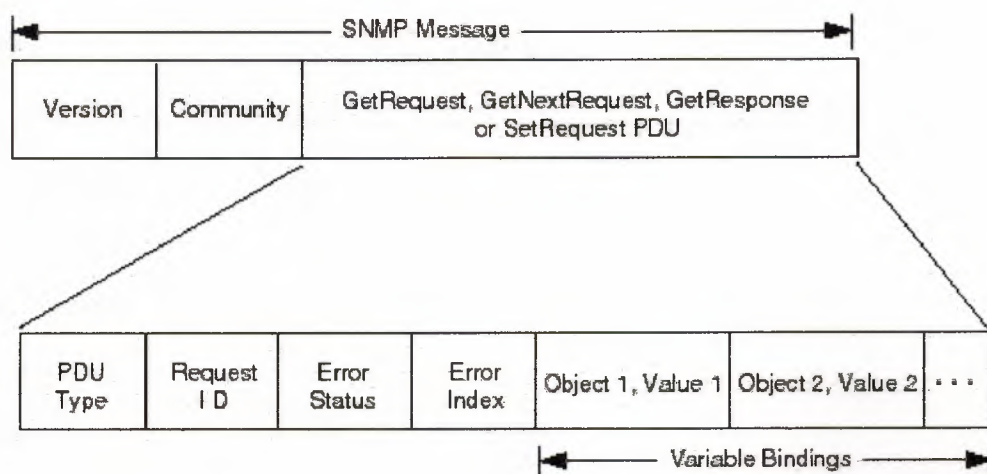 SNMP Message
Version
Community
GetRequest, GetNextRequest, GetResponse
or SetRequest PDU
PDU
Type
Request
ID
Error
Status
Error
Index
Object 1, Value 1
Object 2, Value 2
...
Variable Bindings